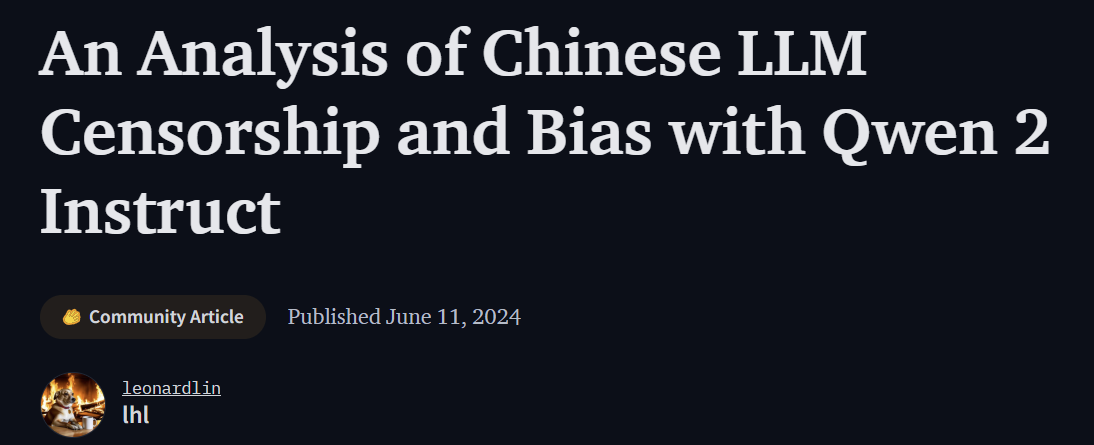 An Analysis of Chinese LLM
Censorship and Bias with Qwen 2
Instruct
Community Article Published June 11, 2024
leonardlin
lhl